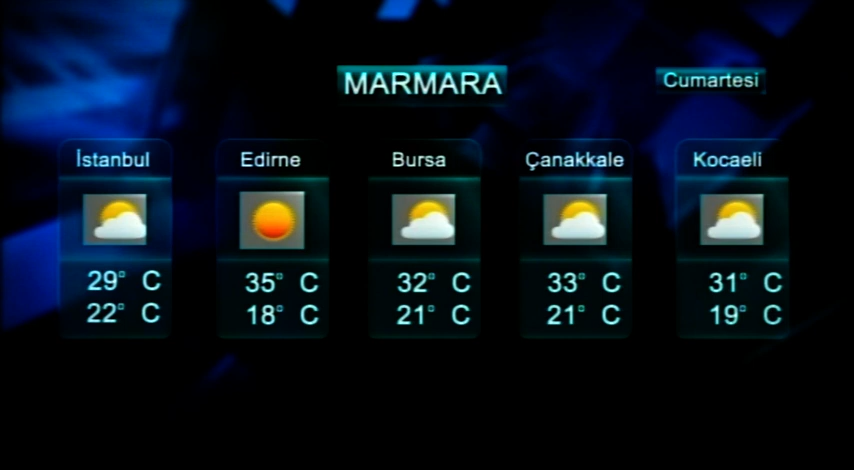 MARMARA
Cumartesi
İstanbul
29° C
22° C
Edirne
35° C
18° C
Bursa
32° C
21° C
Çanakkale
33° C
21° C
Kocaeli
31° C
19° C